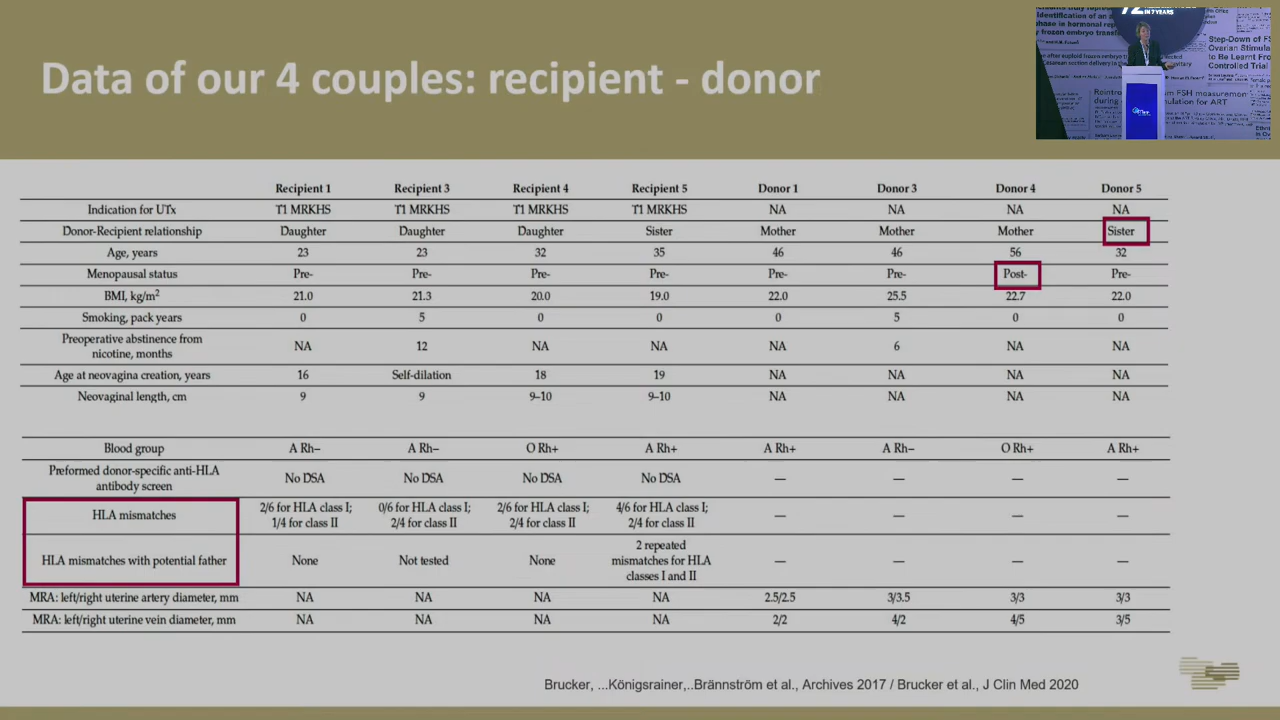 Data of our 4 couples: recipient - donor
IN 7 YEARS
Recipient 1 Recipient 3 Recipient 4 Recipient 5 Donor 1 Donor 3 Donor 4 Donor 5
Indication for UTx T1 MRKHS T1 MRKHS T1 MRKHS T1 MRKHS NA NA NA NA
Donor-Recipient relationship Daughter Daughter Daughter Sister Mother Mother Mother Sister
Age, years 23 23 32 35 46 46 56 32
Menopausal status Pre- Pre- Pre- Pre- Pre- Pre- Post- Pre-
BMI, kg/m² 21.0 21.3 20.0 19.0 22.0 25.5 22.7 22.0
Smoking, pack years 0 5 0 0 0 5 0 0
Preoperative abstinence from
nicotine, months NA 12 NA NA NA 6 NA NA
Age at neovagina creation, years 16 Self-dilation 18 19 NA NA NA NA
Neovaginal length, cm 9 9 9–10 9–10 NA NA NA NA
Blood group A Rh− A Rh− O Rh+ A Rh+ A Rh+ A Rh− O Rh+ A Rh+
Preformed donor-specific anti-HLA
antibody screen No DSA No DSA No DSA No DSA — — — —
HLA mismatches 2/6 for HLA class I; 0/6 for HLA class I; 2/6 for HLA class I; 4/6 for HLA class I; — — — —
1/4 for class II 2/4 for class II 2/4 for class II 2/4 for class II
HLA mismatches with potential father None Not tested None 2 repeated
mismatches for HLA
classes I and II — — — —
MRA: left/right uterine artery diameter, mm NA NA NA NA 2.5/2.5 3/3.5 3/3 3/3
MRA: left/right uterine vein diameter, mm NA NA NA NA 2/2 4/2 4/5 3/5
Brucker, ...Königsrainer,..Brännström et al., Archives 2017 / Brucker et al., J Clin Med 2020